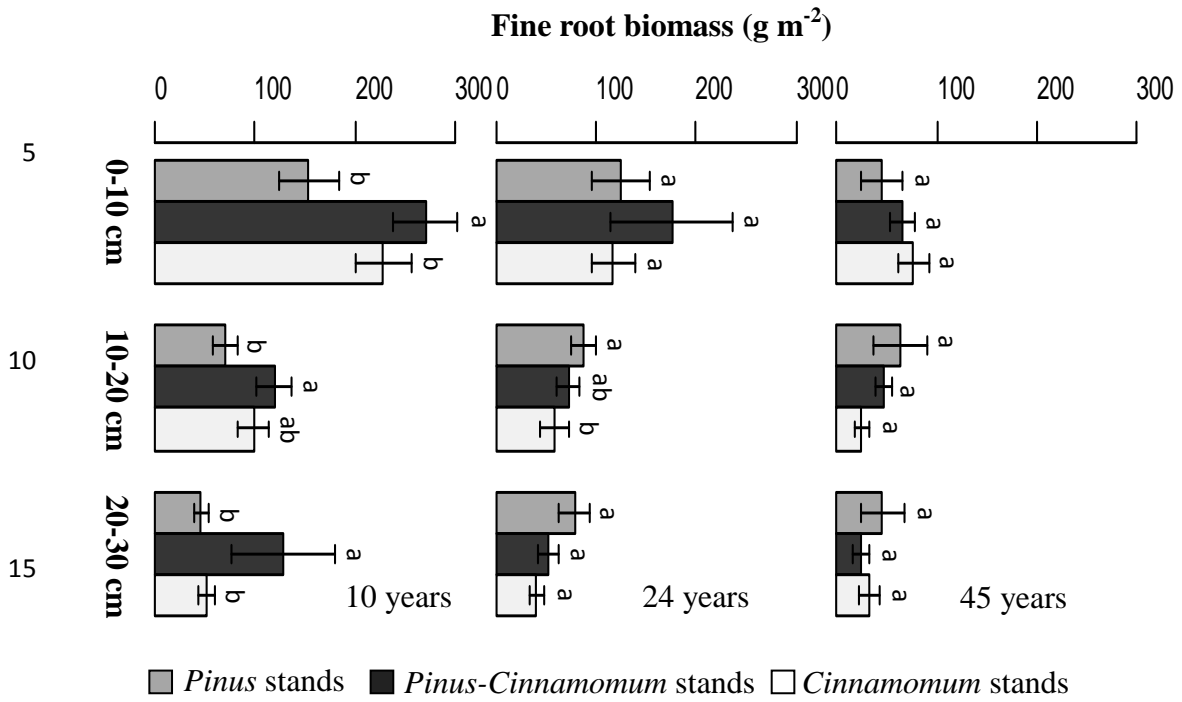 Fine root biomass (g m-2)
0 100 200 300 0 100 200 300 0 100 200 300
5
0-10 cm
b a a
a a a
b a a
10
10-20 cm
b a a
a ab a
ab b a
15
20-30 cm
b a a
a a a
b a a
10 years 24 years 45 years
Pinus stands Pinus-Cinnamomum stands Cinnamomum stands